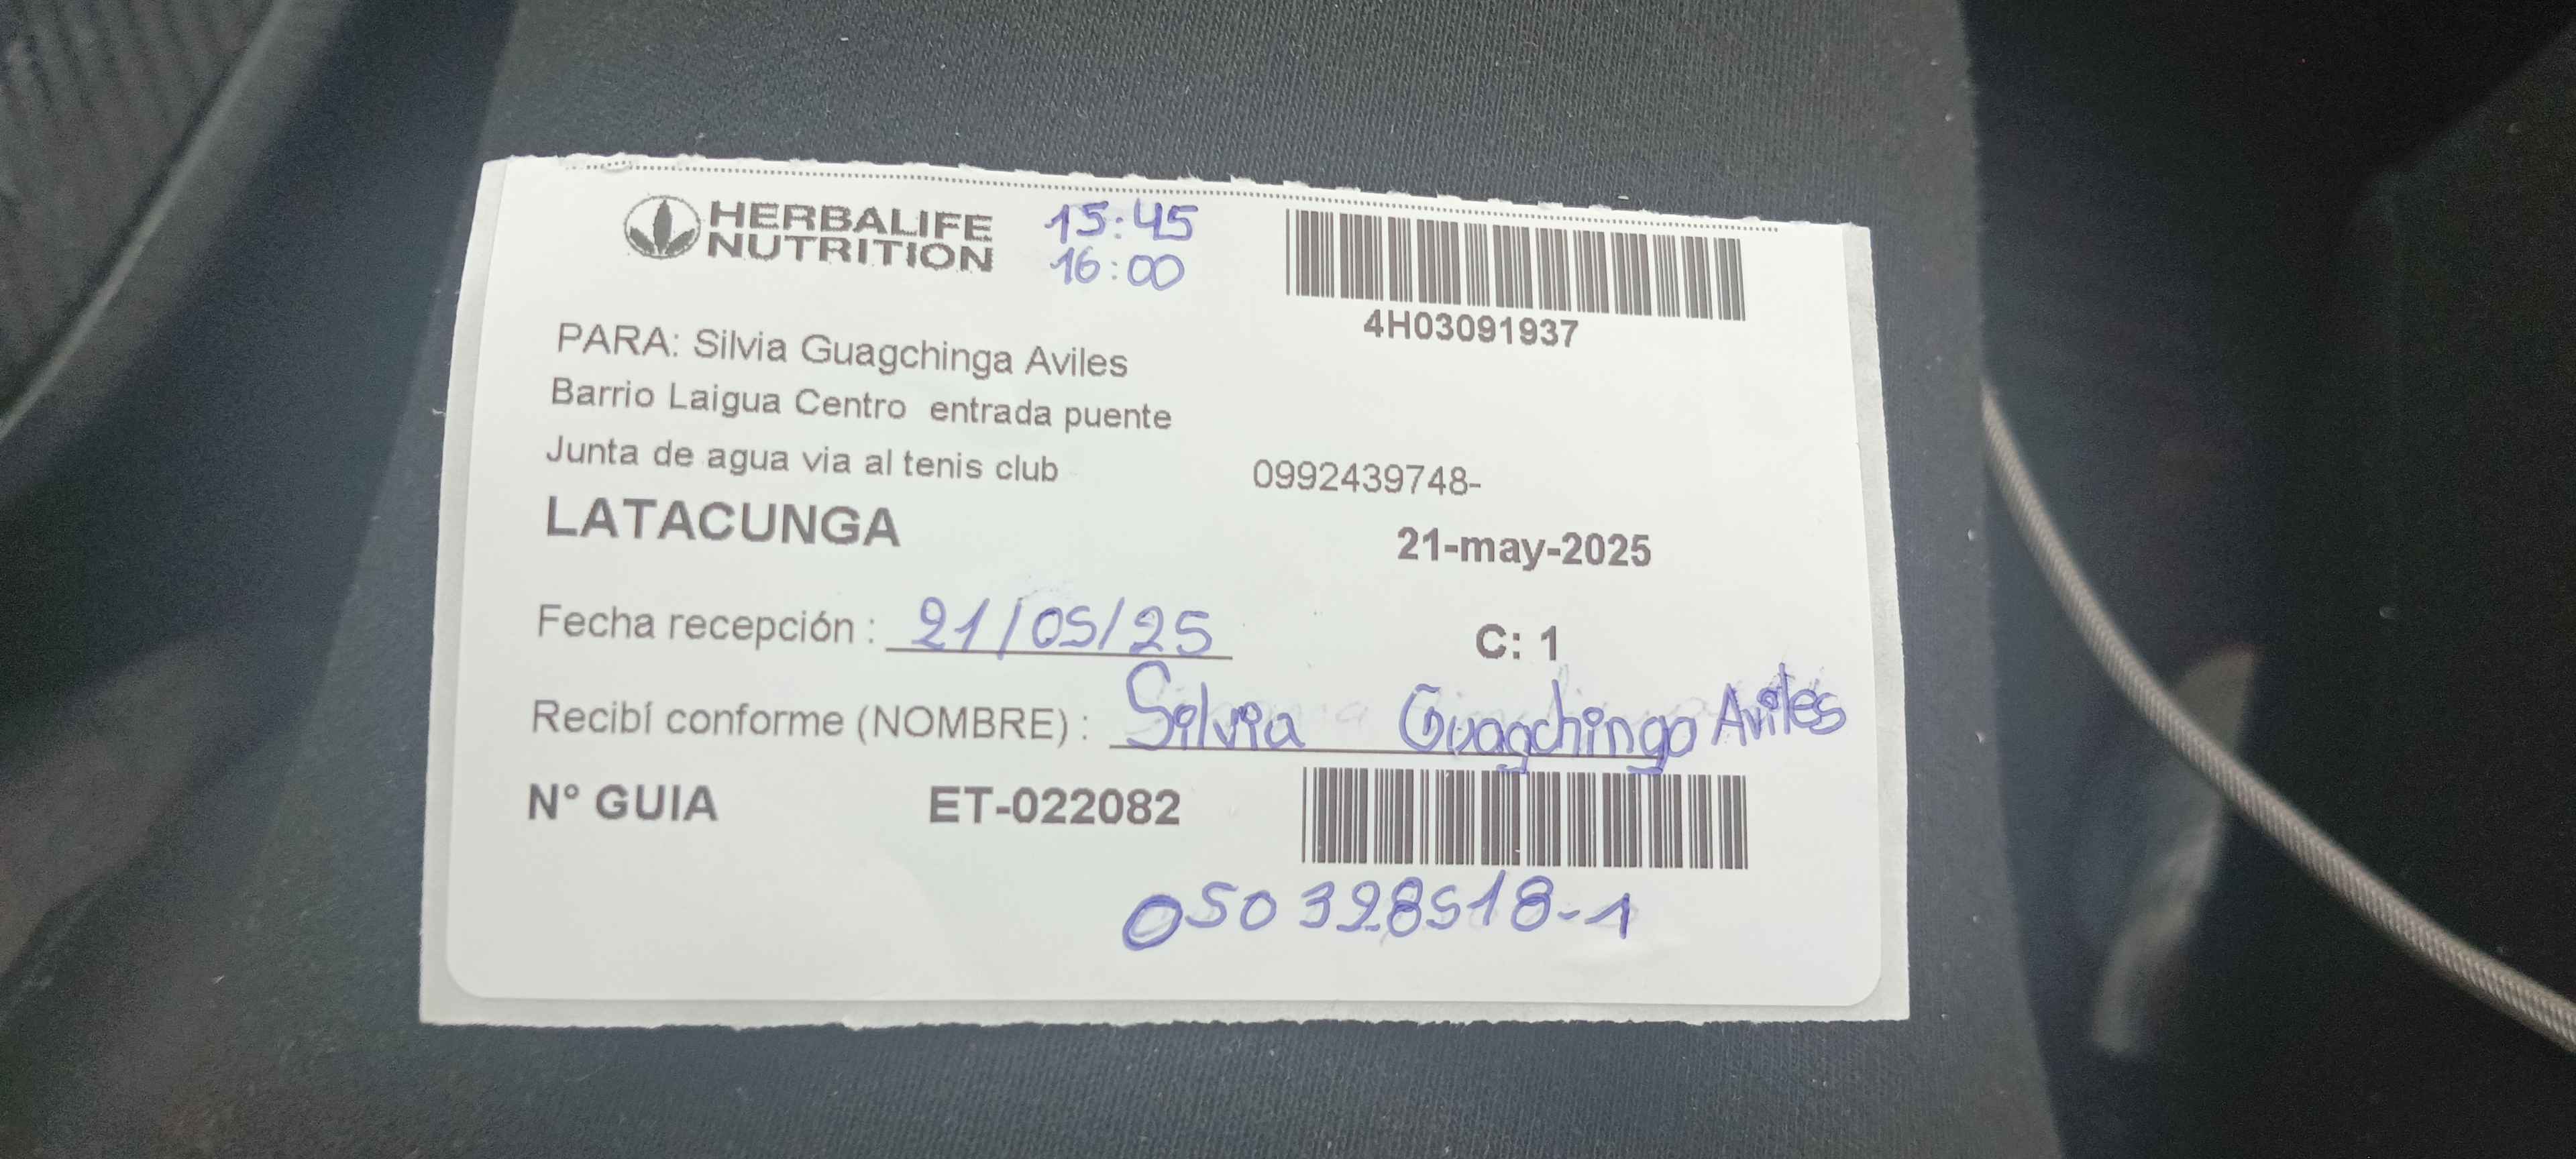 HERBALIFE
NUTRITION
15:45
16:00
4H03091937
PARA: Silvia Guagchinga Aviles
Barrio Laigua Centro entrada puente
Junta de agua via al tenis club
0992439748-
LATACUNGA
21-may-2025
Fecha recepción : 21/05/25
C: 1
Recibí conforme (NOMBRE) : Silvia Guagchinga Aviles
N° GUIA ET-022082
050328518-1